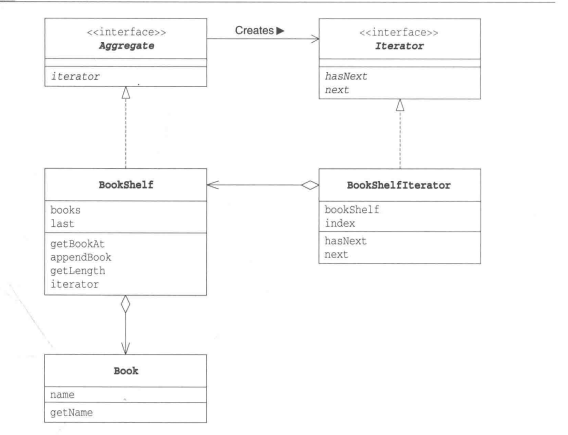 <<interface>>
Aggregate
iterator
Creates ▶
<<interface>>
Iterator
hasNext
next
BookShelf
books
last
getBookAt
appendBook
getLength
iterator
BookShelfIterator
bookShelf
index
hasNext
next
Book
name
getName